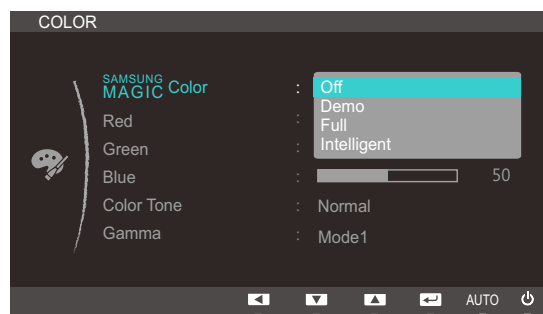 COLOR
SAMSUNG
MAGIC Color : Off
Demo
Red :
Full
Green : Intelligent
Blue : 50
Color Tone : Normal
Gamma : Mode1
AUTO